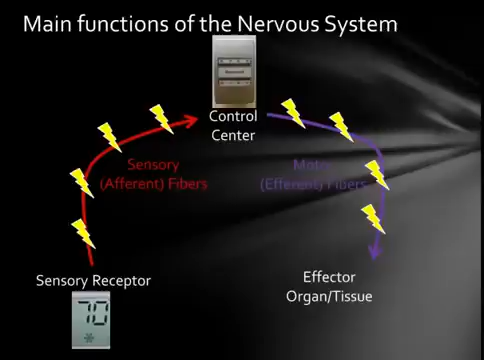 Main functions of the Nervous System
Control
Center
Sensory
(Afferent) Fibers
Motor
(Efferent) Fibers
Sensory Receptor
70
Effector
Organ/Tissue